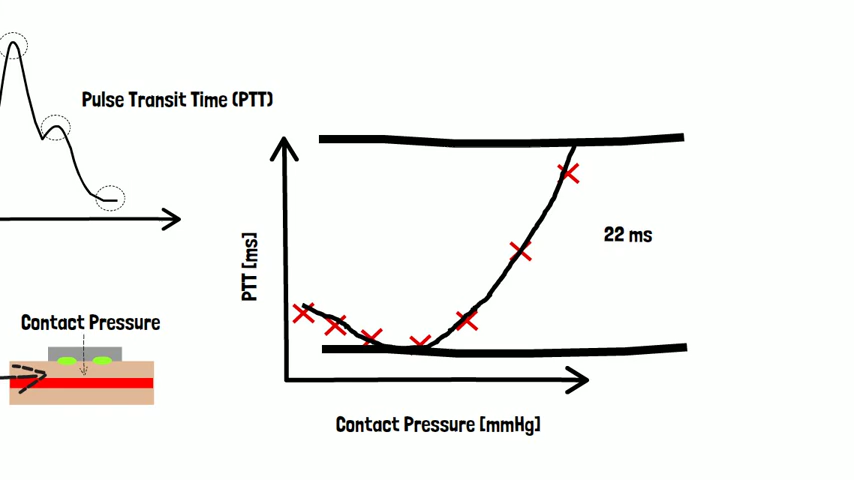 Pulse Transit Time (PTT)
PTT [ms]
22 ms
Contact Pressure
Contact Pressure [mmHg]